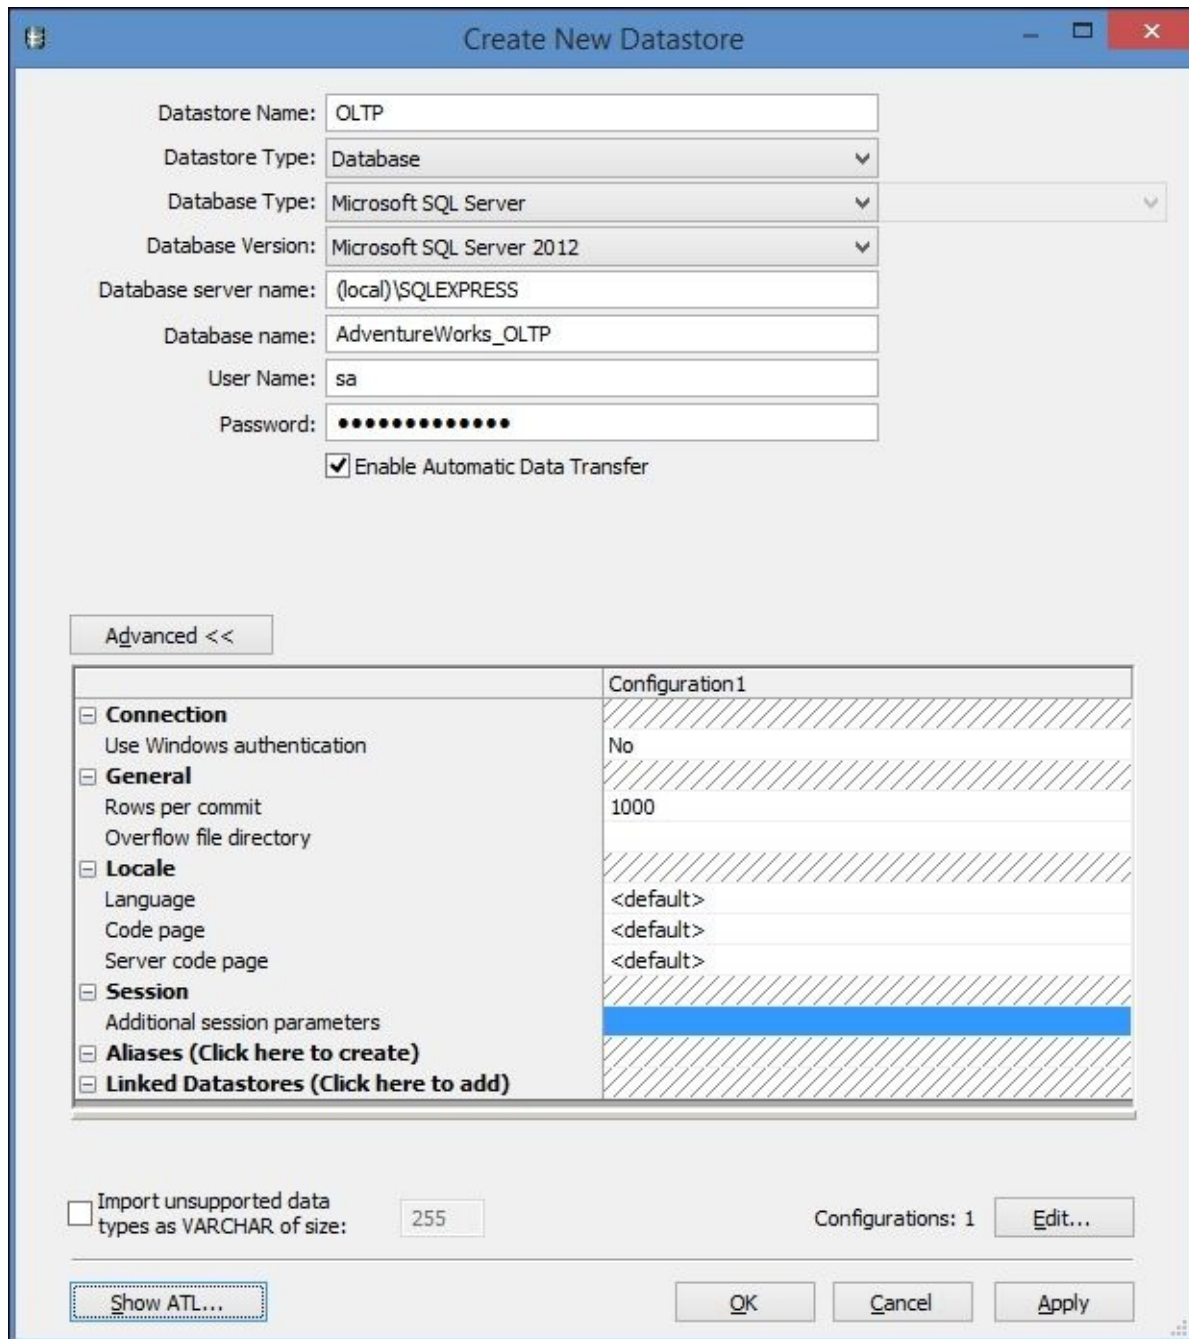 Create New Datastore
Datastore Name: OLTP
Datastore Type: Database
Database Type: Microsoft SQL Server
Database Version: Microsoft SQL Server 2012
Database server name: (local)\SQLEXPRESS
Database name: AdventureWorks_OLTP
User Name: sa
Password: •••••••••••••
Enable Automatic Data Transfer
Advanced <<
Configuration1
Connection
Use Windows authentication No
General
Rows per commit 1000
Overflow file directory
Locale
Language <default>
Code page <default>
Server code page <default>
Session
Additional session parameters
Aliases (Click here to create)
Linked Datastores (Click here to add)
Import unsupported data
types as VARCHAR of size: 255
Configurations: 1 Edit...
Show ATL... OK Cancel Apply